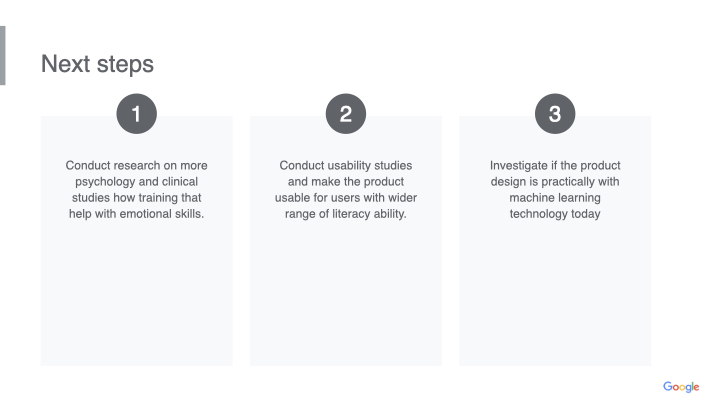 Next steps
1
Conduct research on more
psychology and clinical
studies how training that
help with emotional skills.
2
Conduct usability studies
and make the product
usable for users with wider
range of literacy ability.
3
Investigate if the product
design is practically with
machine learning
technology today
Google